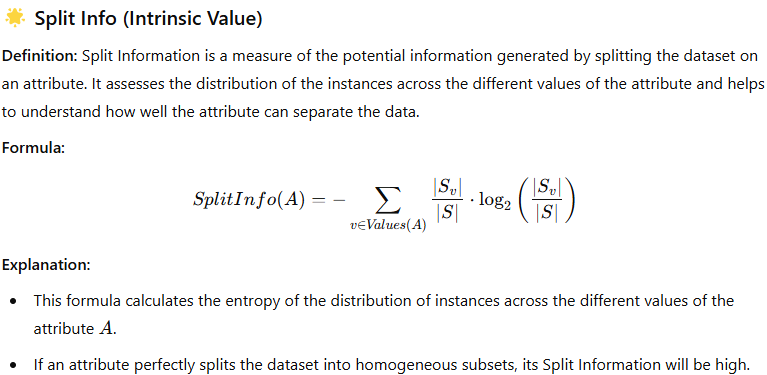 🌟 Split Info (Intrinsic Value)
Definition: Split Information is a measure of the potential information generated by splitting the dataset on
an attribute. It assesses the distribution of the instances across the different values of the attribute and helps
to understand how well the attribute can separate the data.
Formula:
SplitInfo(A) = − ∑_{v∈Values(A)} |S_v|/|S| · log₂ (|S_v|/|S|)
Explanation:
• This formula calculates the entropy of the distribution of instances across the different values of the
attribute A.
• If an attribute perfectly splits the dataset into homogeneous subsets, its Split Information will be high.